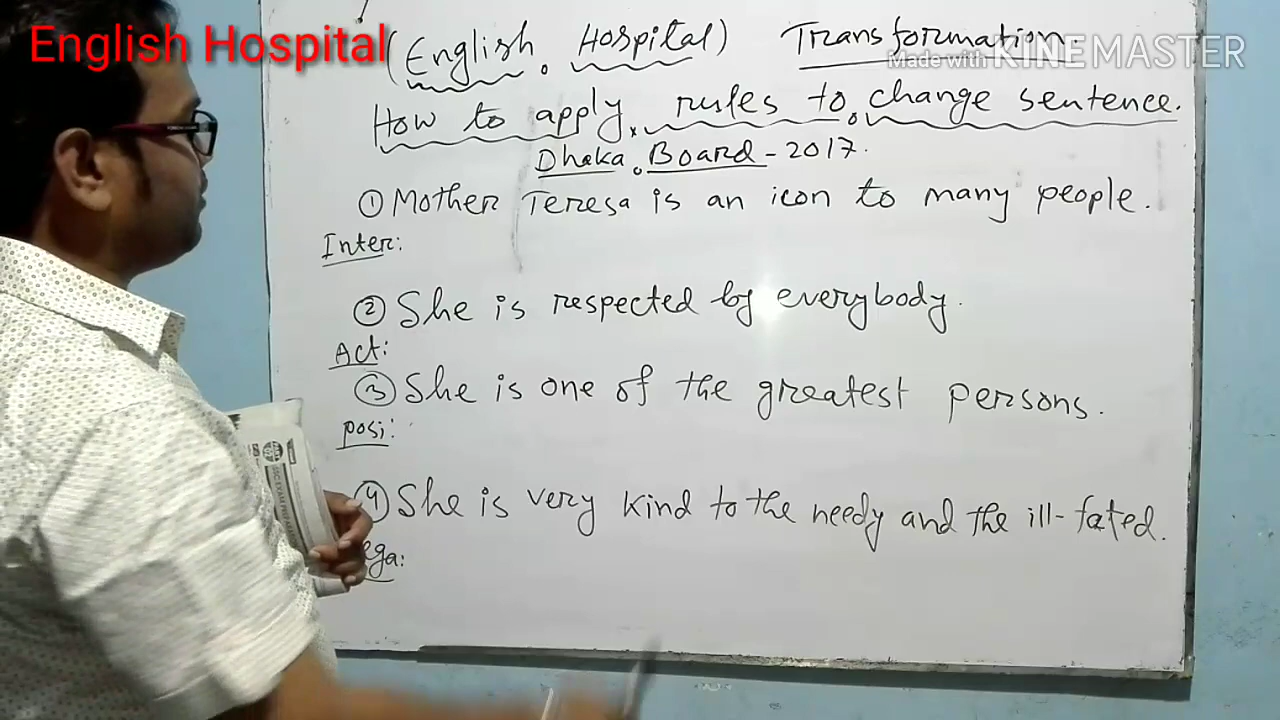 English Hospital
(English. Hospital) Transformation.
Made with KINEMASTER
How to apply rules to change sentence.
Dhaka. Board - 2017.
① Mother Teresa is an icon to many people.
Inter:
② She is respected by everybody.
Act:
③ She is one of the greatest persons.
posi:
④ She is very kind to the needy and the ill-fated.
ega: